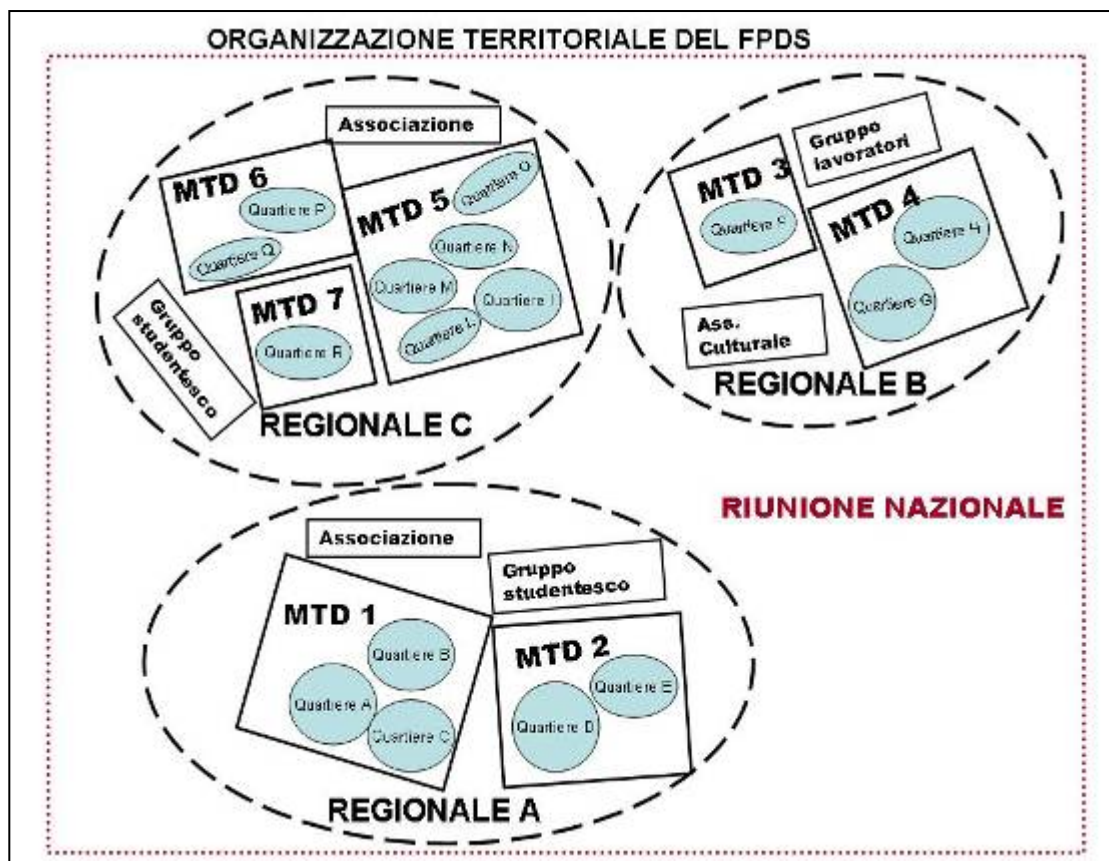 ORGANIZZAZIONE TERRITORIALE DEL FPDS
Associazione
MTD 6
Quartiere P
Quartiere Q
MTD 5
Quartiere O
Quartiere N
Quartiere M
Quartiere I
Quartiere L
MTD 7
Quartiere R
Gruppo
studentesco
REGIONALE C
MTD 3
Quartiere F
Gruppo
lavoratori
MTD 4
Quartiere H
Quartiere G
Ass.
Culturale
REGIONALE B
RIUNIONE NAZIONALE
Associazione
Gruppo
studentesco
MTD 1
Quartiere B
Quartiere A
Quartiere C
MTD 2
Quartiere E
Quartiere D
REGIONALE A